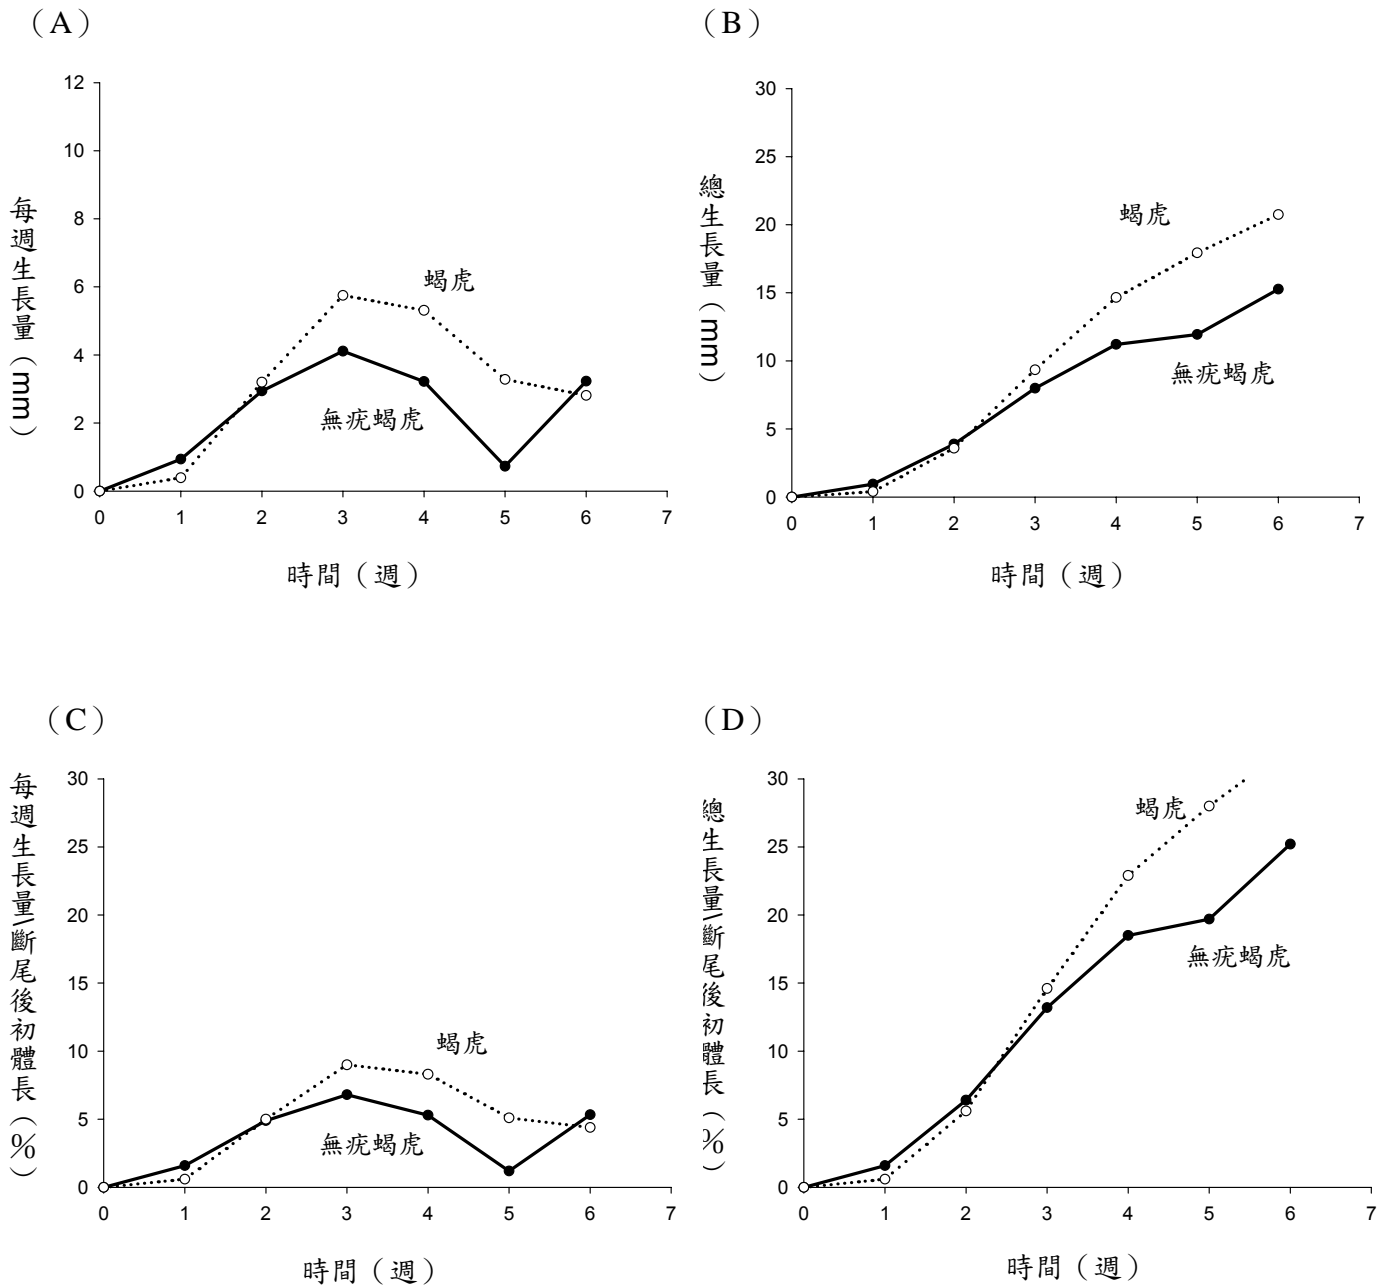 （A）
12
10
8
6
4
2
0
每週生長量（mm）
蝎虎
無疣蝎虎
0 1 2 3 4 5 6 7
時間（週）
（B）
30
25
20
15
10
5
0
總生長量（mm）
蝎虎
無疣蝎虎
0 1 2 3 4 5 6 7
時間（週）
（C）
30
25
20
15
10
5
0
每週生長量\斷尾後初體長（%）
蝎虎
無疣蝎虎
0 1 2 3 4 5 6 7
時間（週）
（D）
30
25
20
15
10
5
0
總生長量\斷尾後初體長（%）
蝎虎
無疣蝎虎
0 1 2 3 4 5 6 7
時間（週）